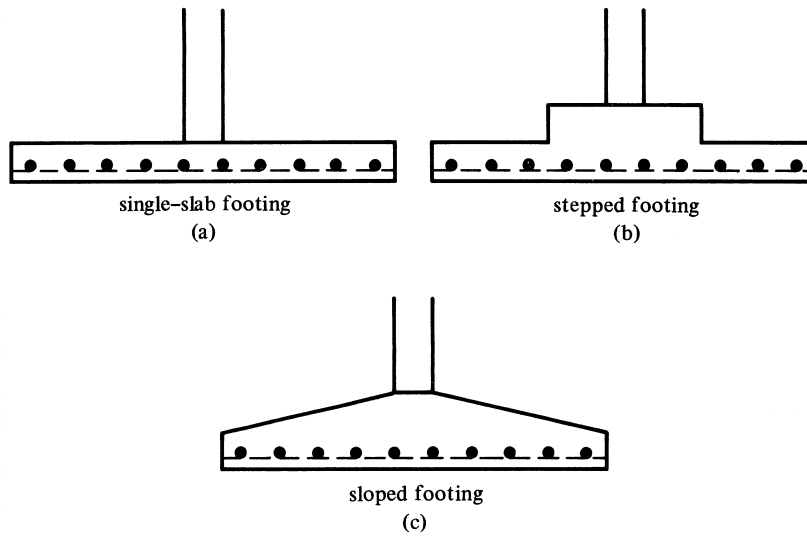 single-slab footing
(a)
stepped footing
(b)
sloped footing
(c)